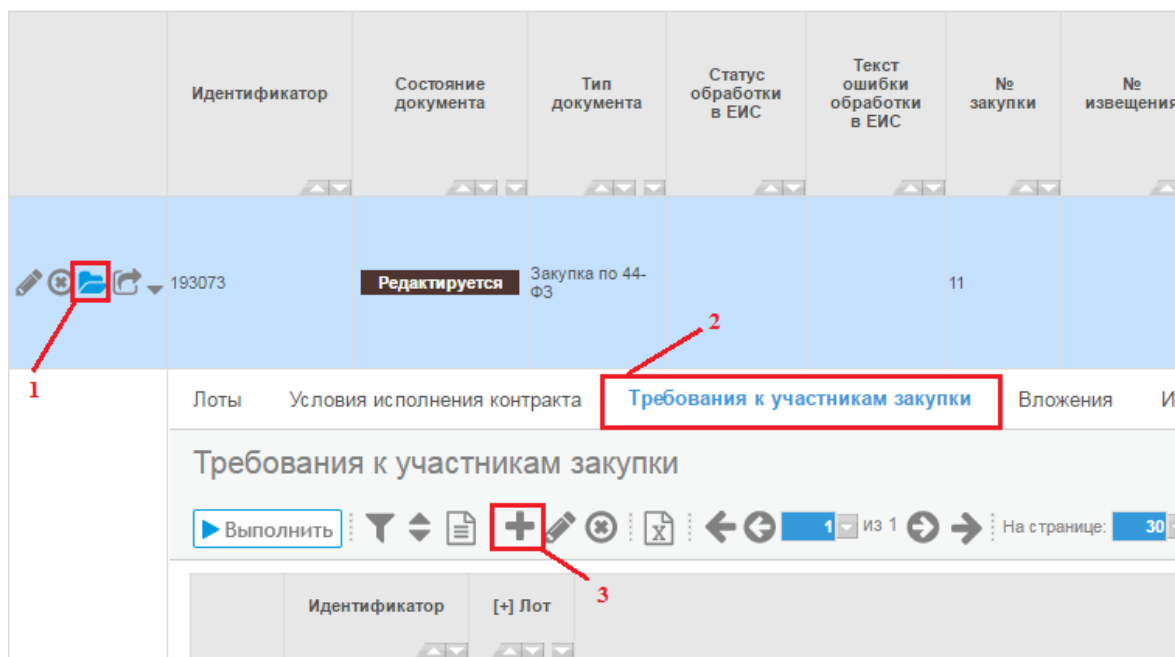 Идентификатор
Состояние
документа
Тип
документа
Статус
обработки
в ЕИС
Текст
ошибки
обработки
в ЕИС
№
закупки
№
извещения
193073
Редактируется
Закупка по 44-
ФЗ
11
2
1
Лоты Условия исполнения контракта Требования к участникам закупки Вложения И
Требования к участникам закупки
Выполнить 1 из 1 На странице: 30
3
Идентификатор [+] Лот